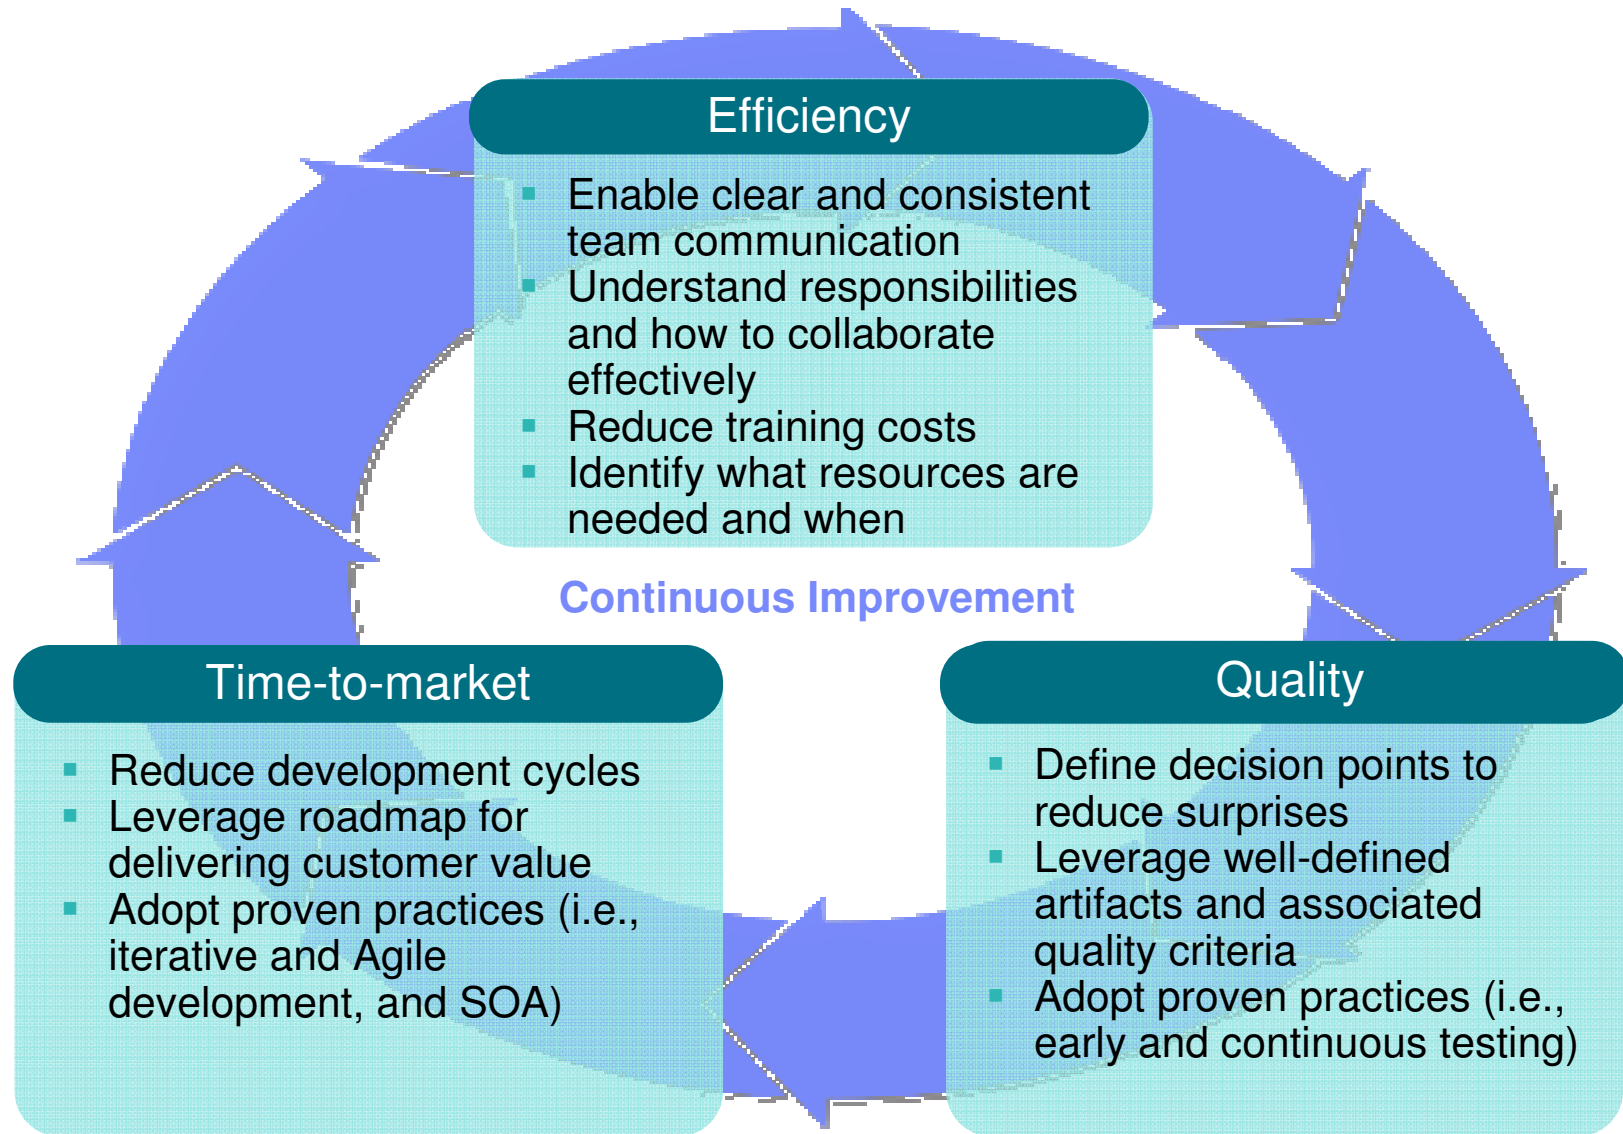 Efficiency
▪ Enable clear and consistent
team communication
▪ Understand responsibilities
and how to collaborate
effectively
▪ Reduce training costs
▪ Identify what resources are
needed and when
Continuous Improvement
Time-to-market
▪ Reduce development cycles
▪ Leverage roadmap for
delivering customer value
▪ Adopt proven practices (i.e.,
iterative and Agile
development, and SOA)
Quality
▪ Define decision points to
reduce surprises
▪ Leverage well-defined
artifacts and associated
quality criteria
▪ Adopt proven practices (i.e.,
early and continuous testing)